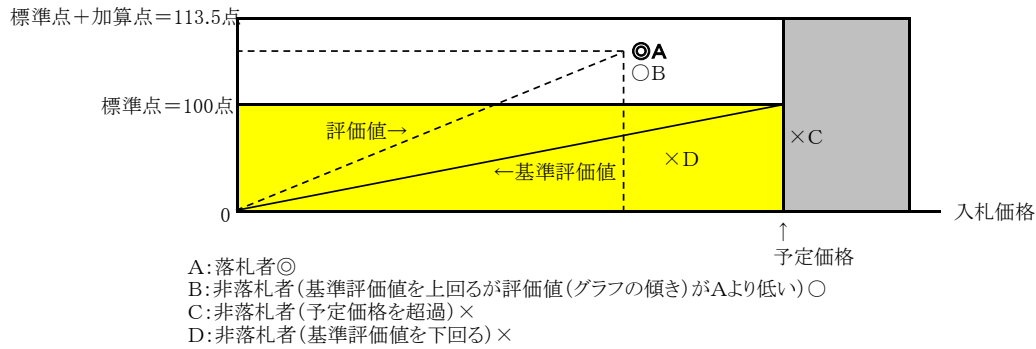 標準点＋加算点＝113.5点
◎A
○B
標準点＝100点
評価値→
×C
×D
←基準評価値
0
入札価格
↑
予定価格
A：落札者◎
B：非落札者（基準評価値を上回るが評価値（グラフの傾き）がAより低い）○
C：非落札者（予定価格を超過）×
D：非落札者（基準評価値を下回る）×